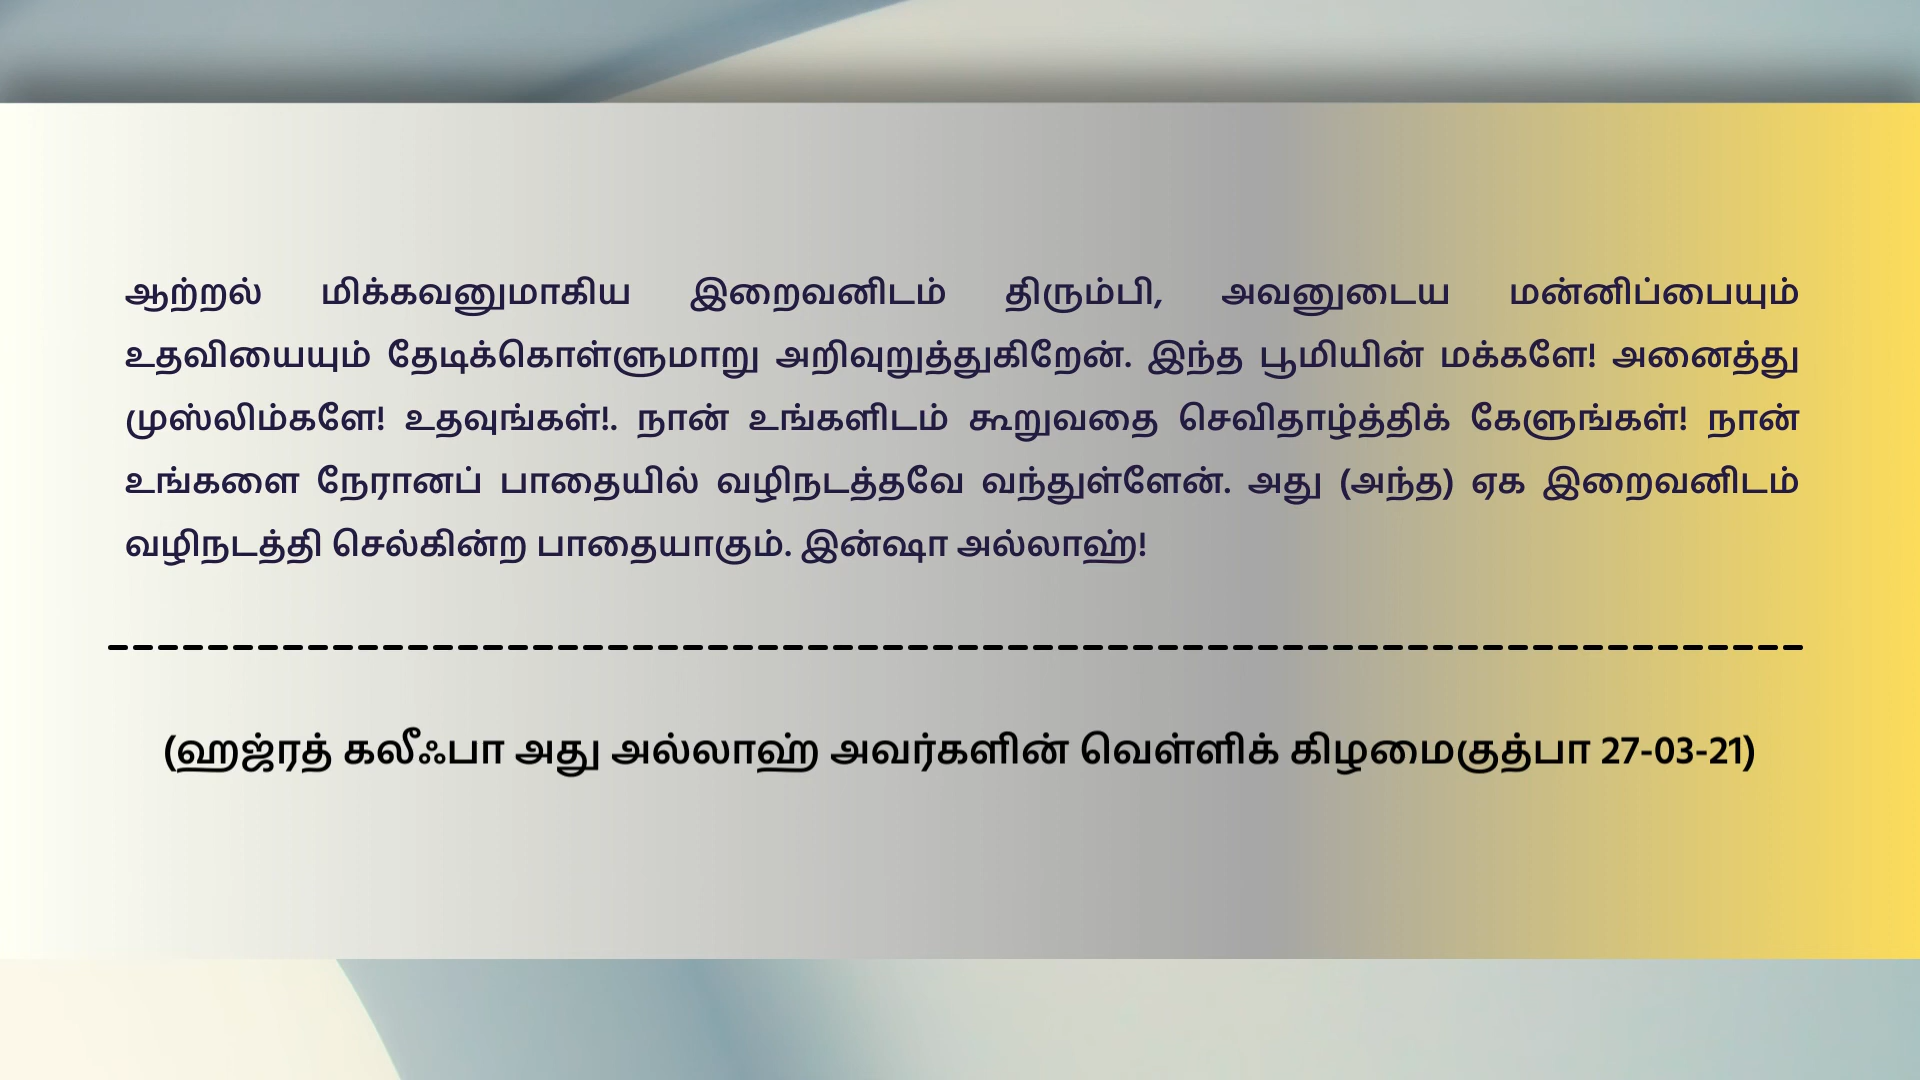 ஆற்றல் மிக்கவனுமாகிய இறைவனிடம் திரும்பி, அவனுடைய மன்னிப்பையும்
உதவியையும் தேடிக்கொள்ளுமாறு அறிவுறுத்துகிறேன். இந்த பூமியின் மக்களே! அனைத்து
முஸ்லிம்களே! உதவுங்கள்!. நான் உங்களிடம் கூறுவதை செவிதாழ்த்திக் கேளுங்கள்! நான்
உங்களை நேரானப் பாதையில் வழிநடத்தவே வந்துள்ளேன். அது (அந்த) ஏக இறைவனிடம்
வழிநடத்தி செல்கின்ற பாதையாகும். இன்ஷா அல்லாஹ்!
(ஹஜ்ரத் கலீஃபா அது அல்லாஹ் அவர்களின் வெள்ளிக் கிழமைகுத்பா 27-03-21)